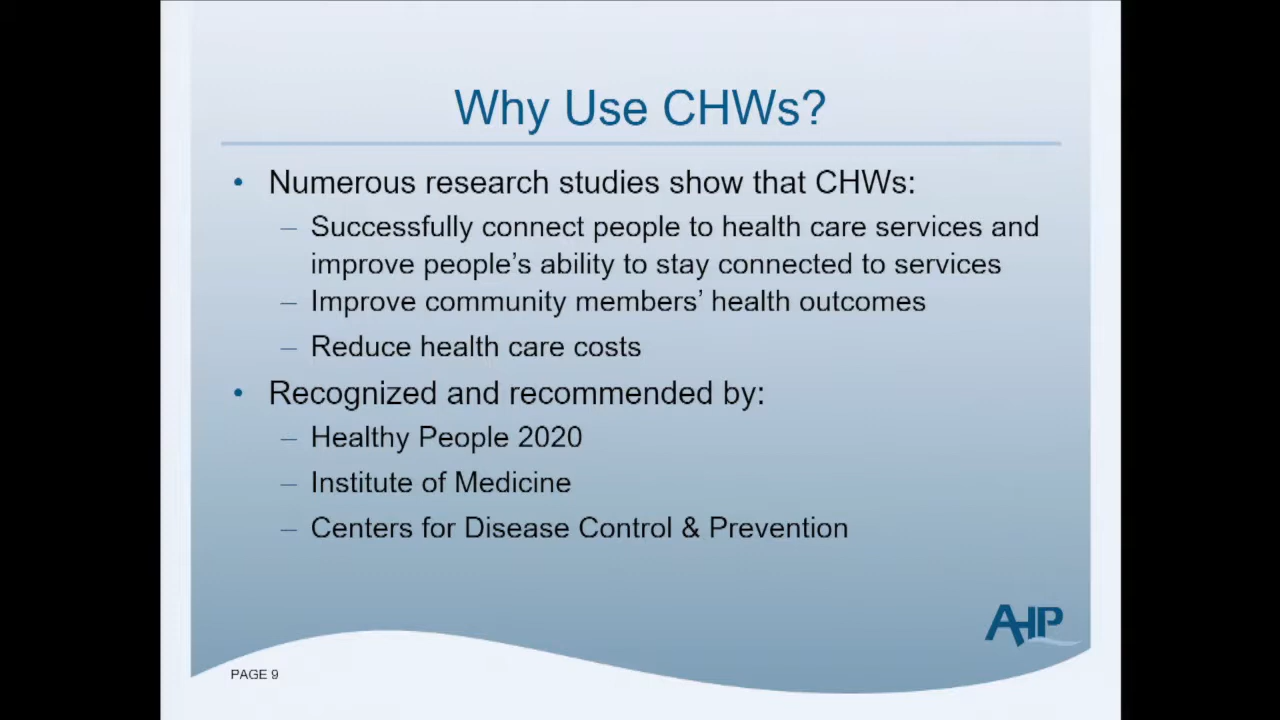 Why Use CHWs?
• Numerous research studies show that CHWs:
– Successfully connect people to health care services and
improve people's ability to stay connected to services
– Improve community members' health outcomes
– Reduce health care costs
• Recognized and recommended by:
– Healthy People 2020
– Institute of Medicine
– Centers for Disease Control & Prevention
AHP
PAGE 9